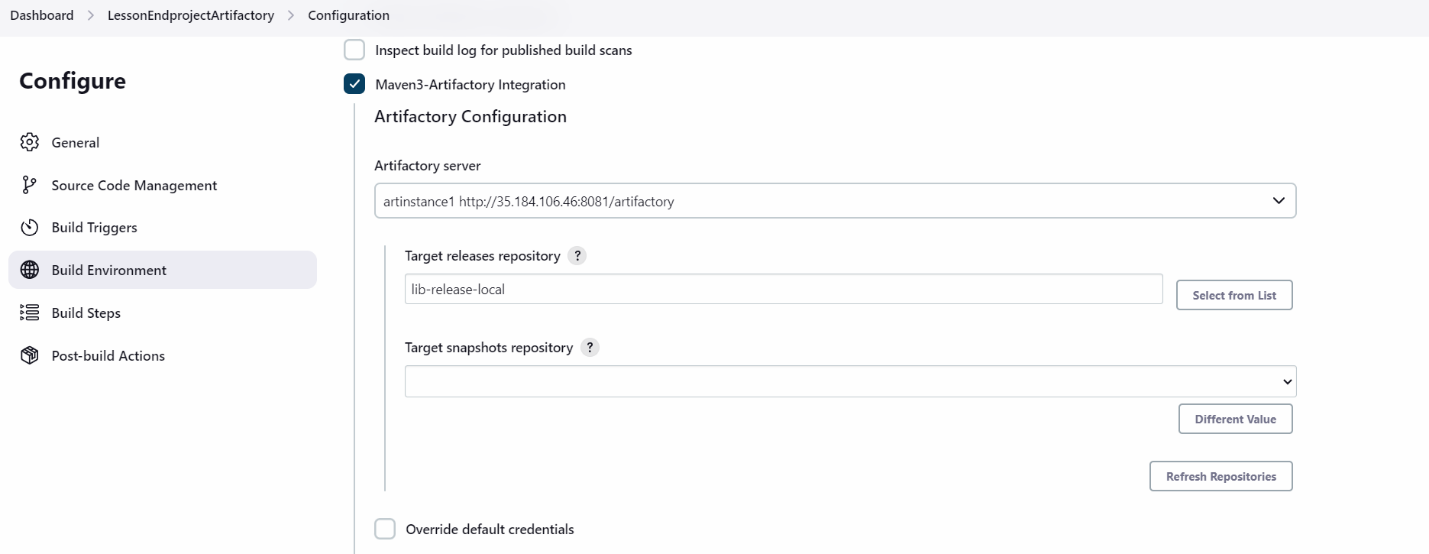 Dashboard > LessonEndprojectArtifactory > Configuration
Inspect build log for published build scans
Configure
Maven3-Artifactory Integration
Artifactory Configuration
General
Artifactory server
Source Code Management
artinstance1 http://35.184.106.46:8081/artifactory
Build Triggers
Target releases repository ?
Build Environment
lib-release-local
Select from List
Build Steps
Target snapshots repository ?
Post-build Actions
Different Value
Refresh Repositories
Override default credentials